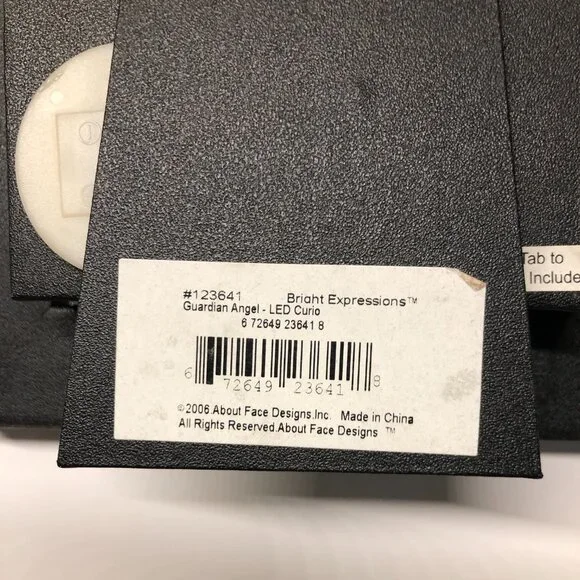 Tab to
Include
#123641 Bright Expressions™
Guardian Angel - LED Curio
6 72649 23641 8
6 72649 23641 8
©2006.About Face Designs.Inc. Made in China
All Rights Reserved.About Face Designs ™